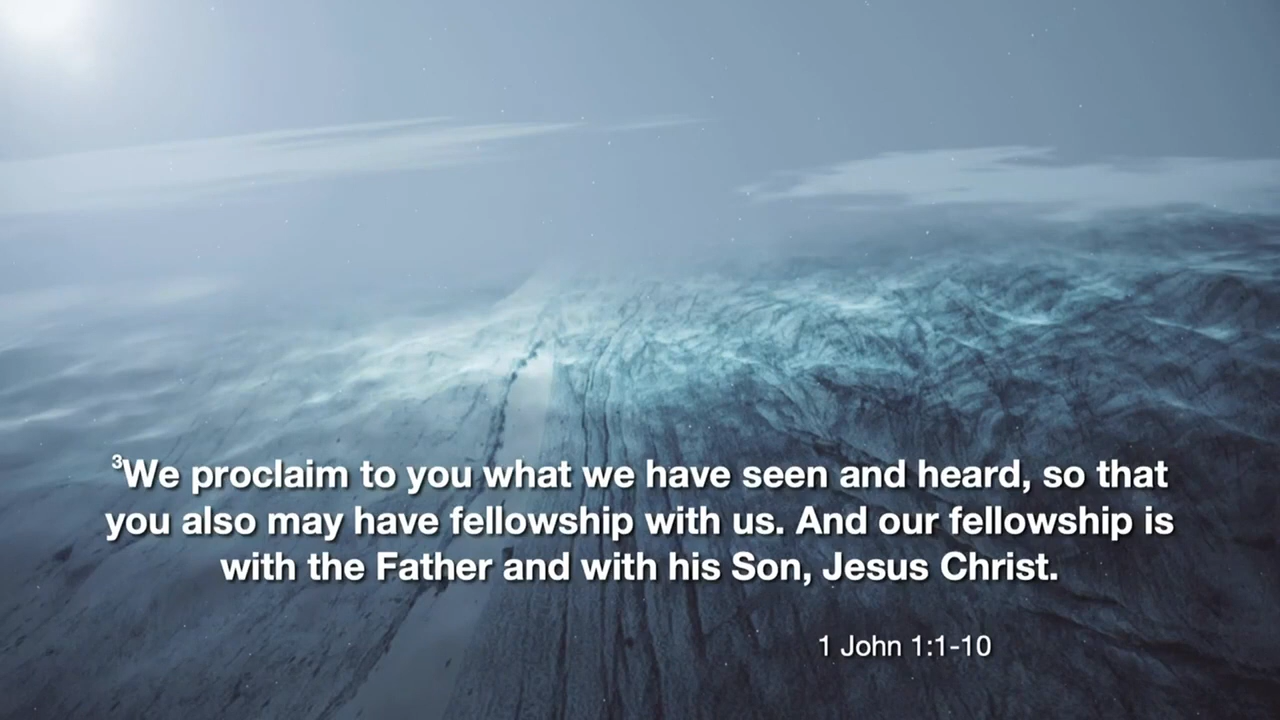 ³We proclaim to you what we have seen and heard, so that
you also may have fellowship with us. And our fellowship is
with the Father and with his Son, Jesus Christ.
1 John 1:1-10